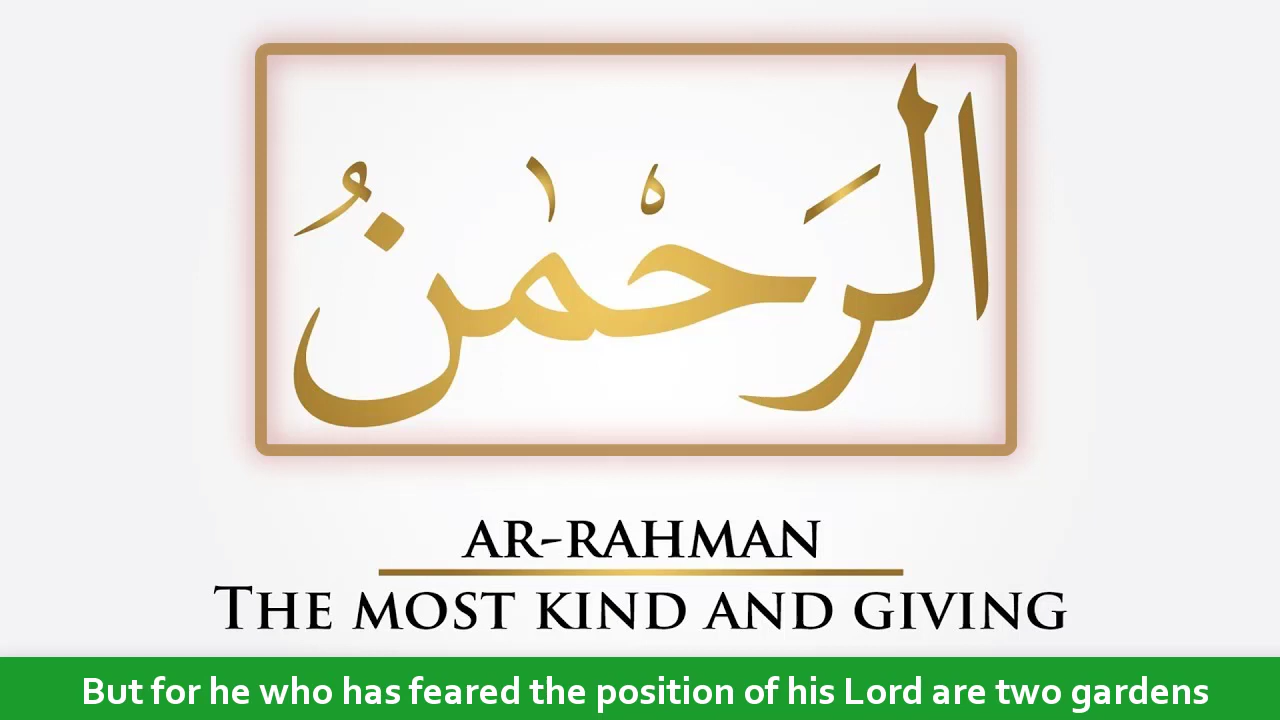 الرَحْمٰنُ
AR-RAHMAN
THE MOST KIND AND GIVING
But for he who has feared the position of his Lord are two gardens